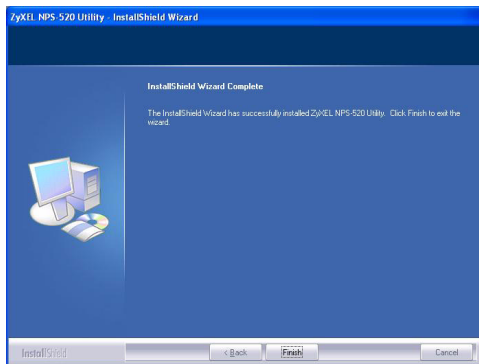 ZyXEL NPS-520 Utility - InstallShield Wizard
InstallShield Wizard Complete
The InstallShield Wizard has successfully installed ZyXEL NPS-520 Utility. Click Finish to exit the
wizard.
InstallShield
< Back
Finish
Cancel